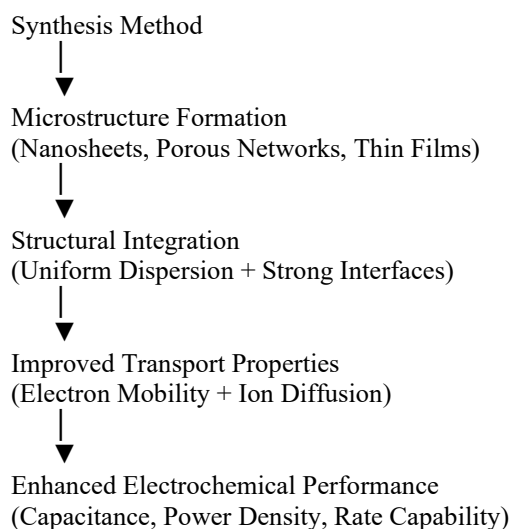 Synthesis Method
Microstructure Formation
(Nanosheets, Porous Networks, Thin Films)
Structural Integration
(Uniform Dispersion + Strong Interfaces)
Improved Transport Properties
(Electron Mobility + Ion Diffusion)
Enhanced Electrochemical Performance
(Capacitance, Power Density, Rate Capability)